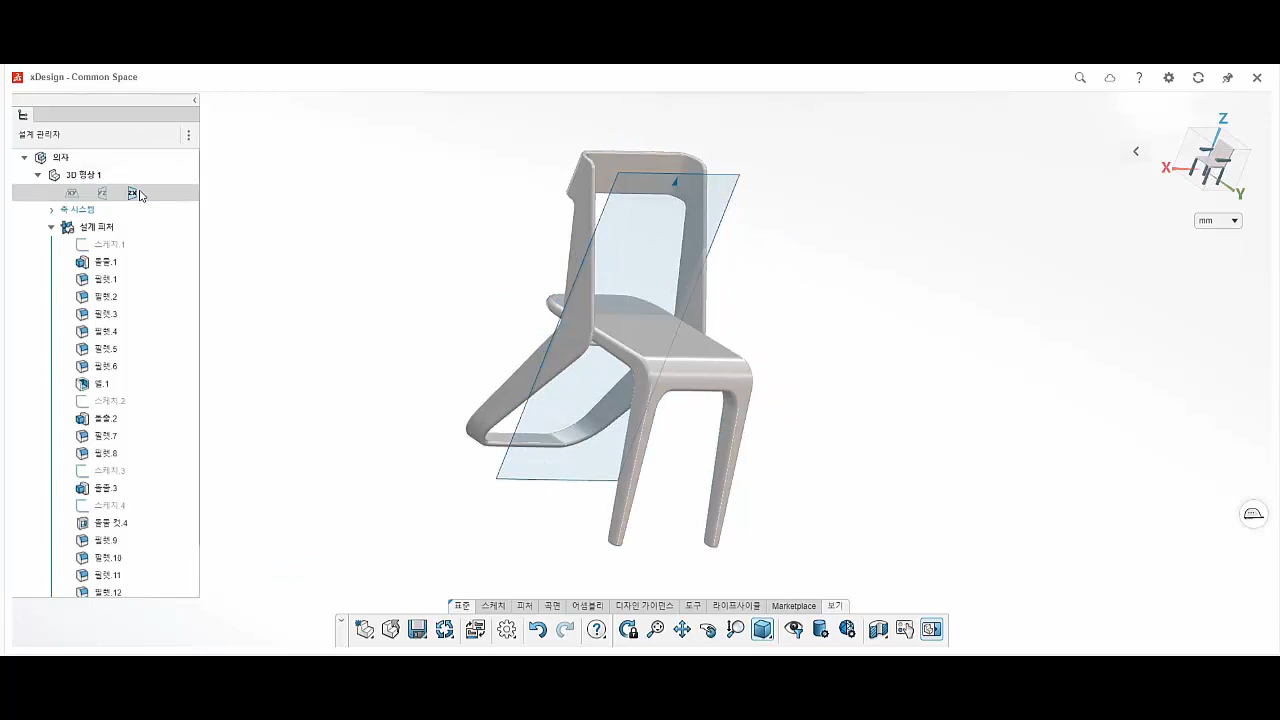 xDesign - Common Space
설계 관리자
의자
3D 형상 1
XY YZ ZX
축 시스템
설계 피처
스케치.1
돌출.1
필렛.1
필렛.2
필렛.3
필렛.4
필렛.5
필렛.6
쉘.1
스케치.2
돌출.2
필렛.7
필렛.8
스케치.3
돌출.3
스케치.4
돌출 컷.4
필렛.9
필렛.10
필렛.11
필렛.12
Z
X
Y
mm
표준 스케치 피처 곡면 어셈블리 디자인 가이던스 도구 라이프사이클 Marketplace 보기